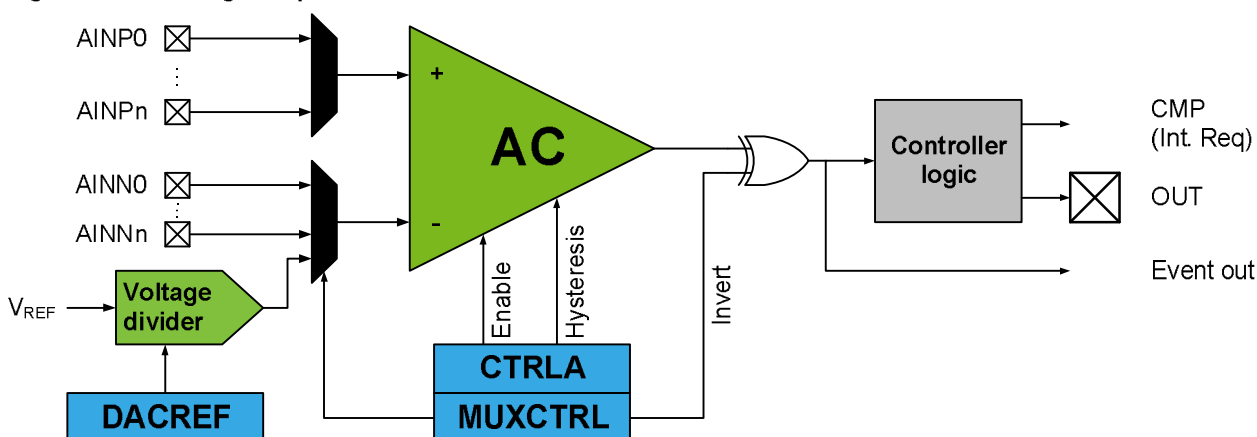 AINP0
AINPn
AINN0
AINNn
VREF
Voltage
divider
DACREF
+
AC
-
Enable
Hysteresis
Invert
CTRLA
MUXCTRL
Controller
logic
CMP
(Int. Req)
OUT
Event out